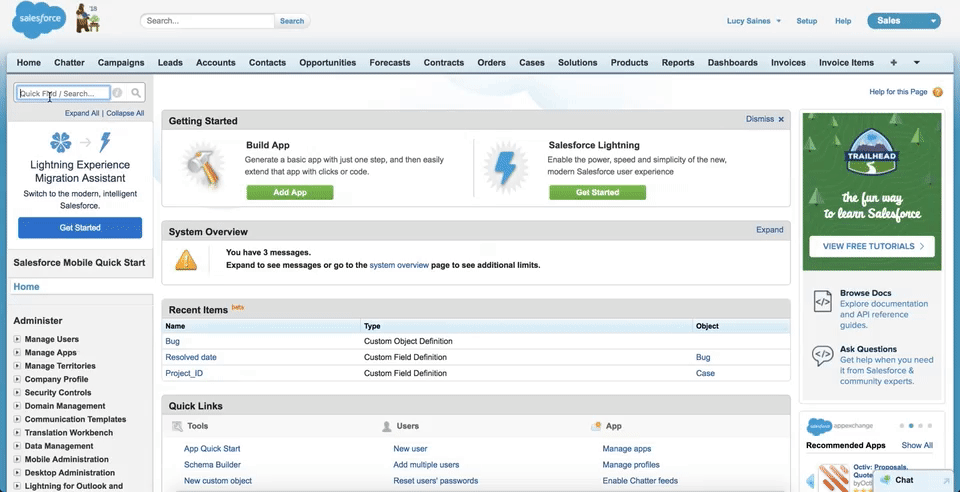 salesforce
'18
Search...
Search
Lucy Saines
Setup
Help
Sales
Home
Chatter
Campaigns
Leads
Accounts
Contacts
Opportunities
Forecasts
Contracts
Orders
Cases
Solutions
Products
Reports
Dashboards
Invoices
Invoice Items
+
Quick Find / Search...
Expand All | Collapse All
Lightning Experience
Migration Assistant
Switch to the modern, intelligent
Salesforce.
Get Started
Salesforce Mobile Quick Start
Home
Administer
Manage Users
Manage Apps
Manage Territories
Company Profile
Security Controls
Domain Management
Communication Templates
Translation Workbench
Data Management
Mobile Administration
Desktop Administration
Lightning for Outlook and
Help for this Page
Getting Started
Dismiss
Build App
Generate a basic app with just one step, and then easily
extend that app with clicks or code.
Add App
Salesforce Lightning
Enable the power, speed and simplicity of the new,
modern Salesforce user experience
Get Started
System Overview
Expand
You have 3 messages.
Expand to see messages or go to the system overview page to see additional limits.
Recent Items beta
Name Type Object
Bug Custom Object Definition
Resolved date Custom Field Definition Bug
Project_ID Custom Field Definition Case
Quick Links
Tools
App Quick Start
Schema Builder
New custom object
Users
New user
Add multiple users
Reset users' passwords
App
Manage apps
Manage profiles
Enable Chatter feeds
TRAILHEAD
the fun way
to learn Salesforce
VIEW FREE TUTORIALS
Browse Docs
Explore documentation
and API reference
guides.
Ask Questions
Get help when you need
it from Salesforce &
community experts.
salesforce appexchange
Recommended Apps
Show All
Octiv: Proposals,
Quote
Chat